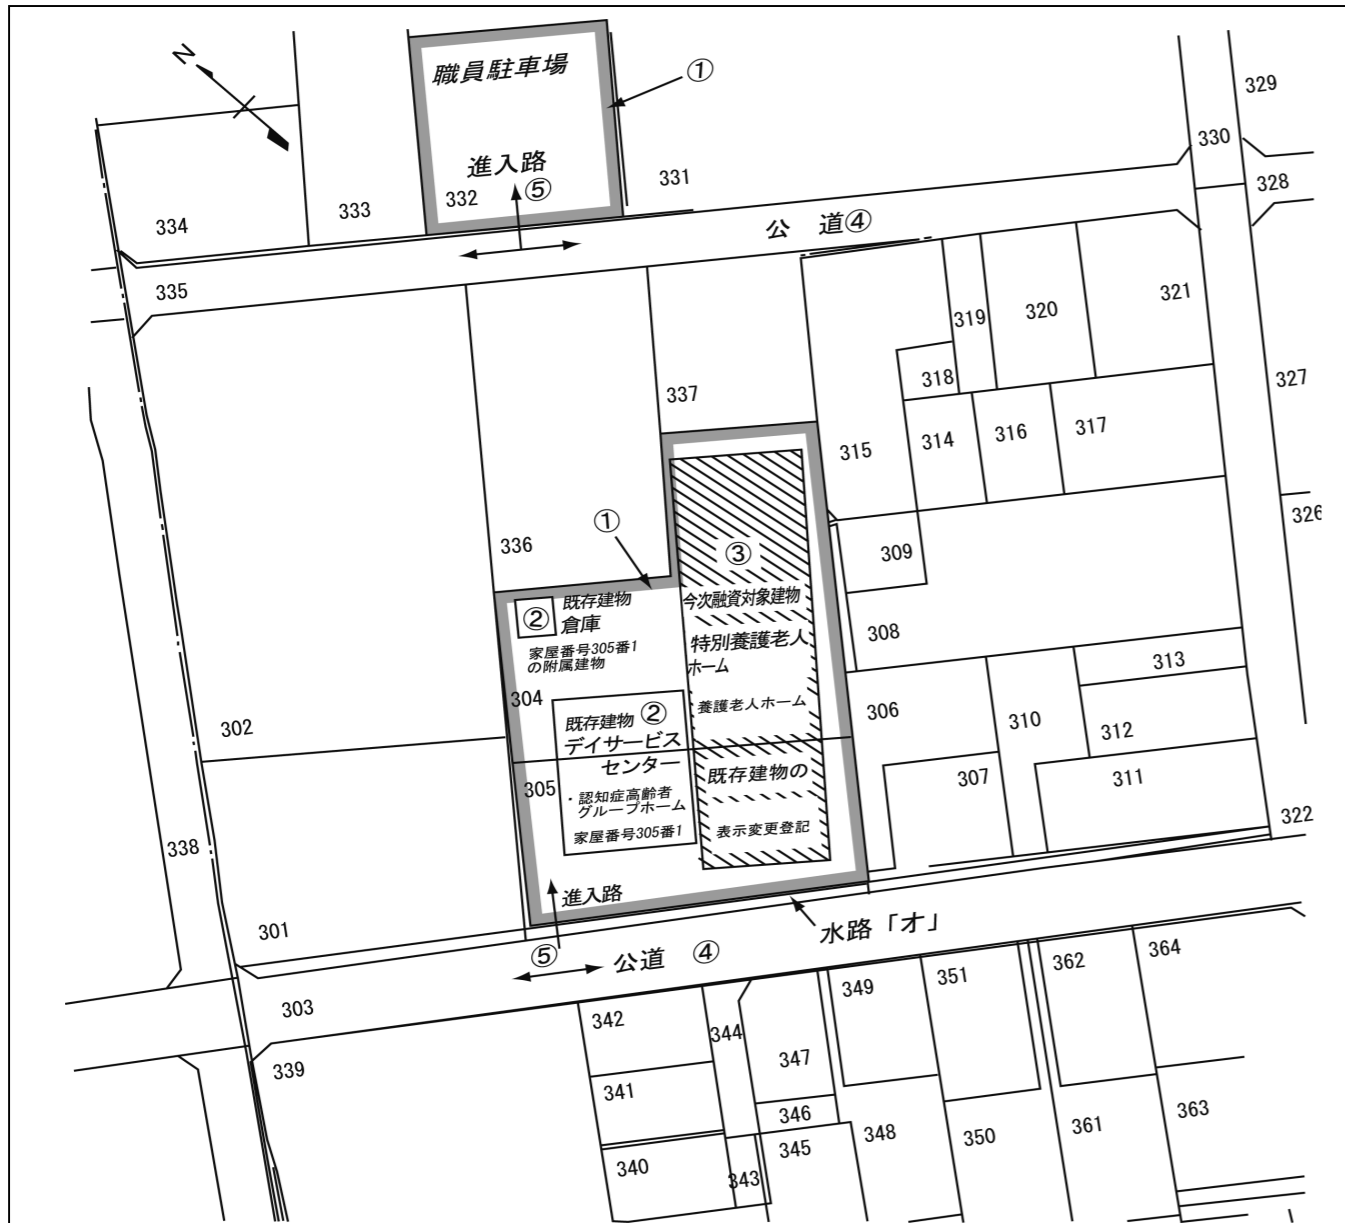 N
職員駐車場
①
進入路
⑤
329
330
328
334
333
332
331
公　道④
335
321
320
319
318
327
337
317
316
314
315
326
336
①
③
309
②
既存建物
倉庫
今次融資対象建物
家屋番号305番1
の附属建物
特別養護老人
ホーム
308
313
304
既存建物 ②
養護老人ホーム
306
310
312
302
デイサービス
センター
305
既存建物の
307
311
・認知症高齢者
グループホーム
家屋番号305番1
表示変更登記
322
338
進入路
水路「オ」
301
⑤
公道　④
303
342
344
349
351
362
364
347
339
341
346
348
350
361
363
340
343
345